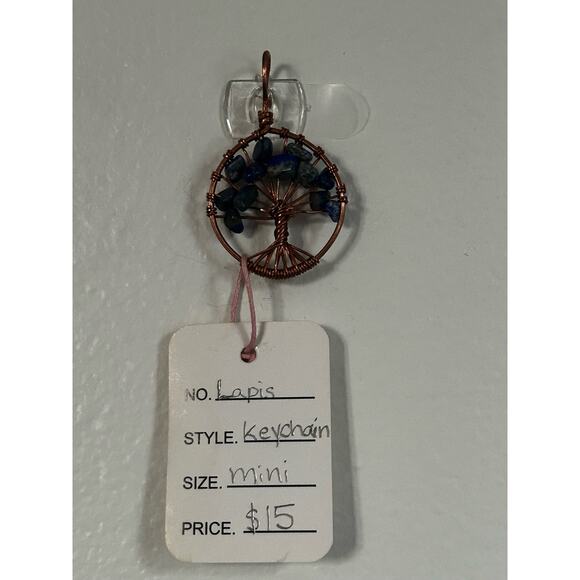 NO. Lapis
STYLE. Keychain
SIZE. mini
PRICE. $15